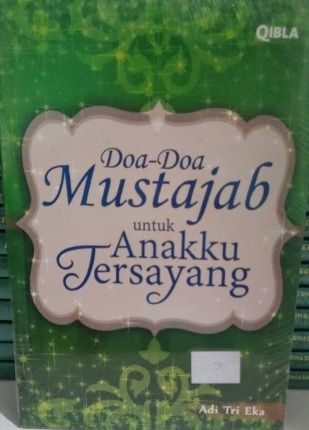 QIBLA
Doa-Doa
Mustajab
untuk
Anakku
Tersayang
Adi Tri Eka